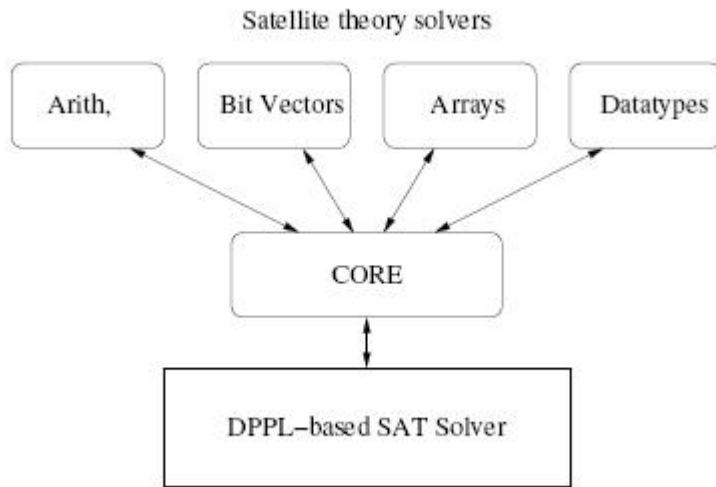 Satellite theory solvers
Arith, Bit Vectors Arrays Datatypes
CORE
DPPL−based SAT Solver